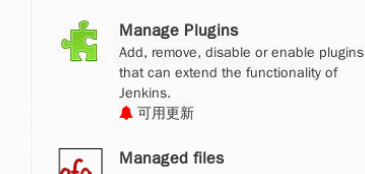 Manage Plugins
Add, remove, disable or enable plugins
that can extend the functionality of
Jenkins.
可用更新
Managed files
cfg